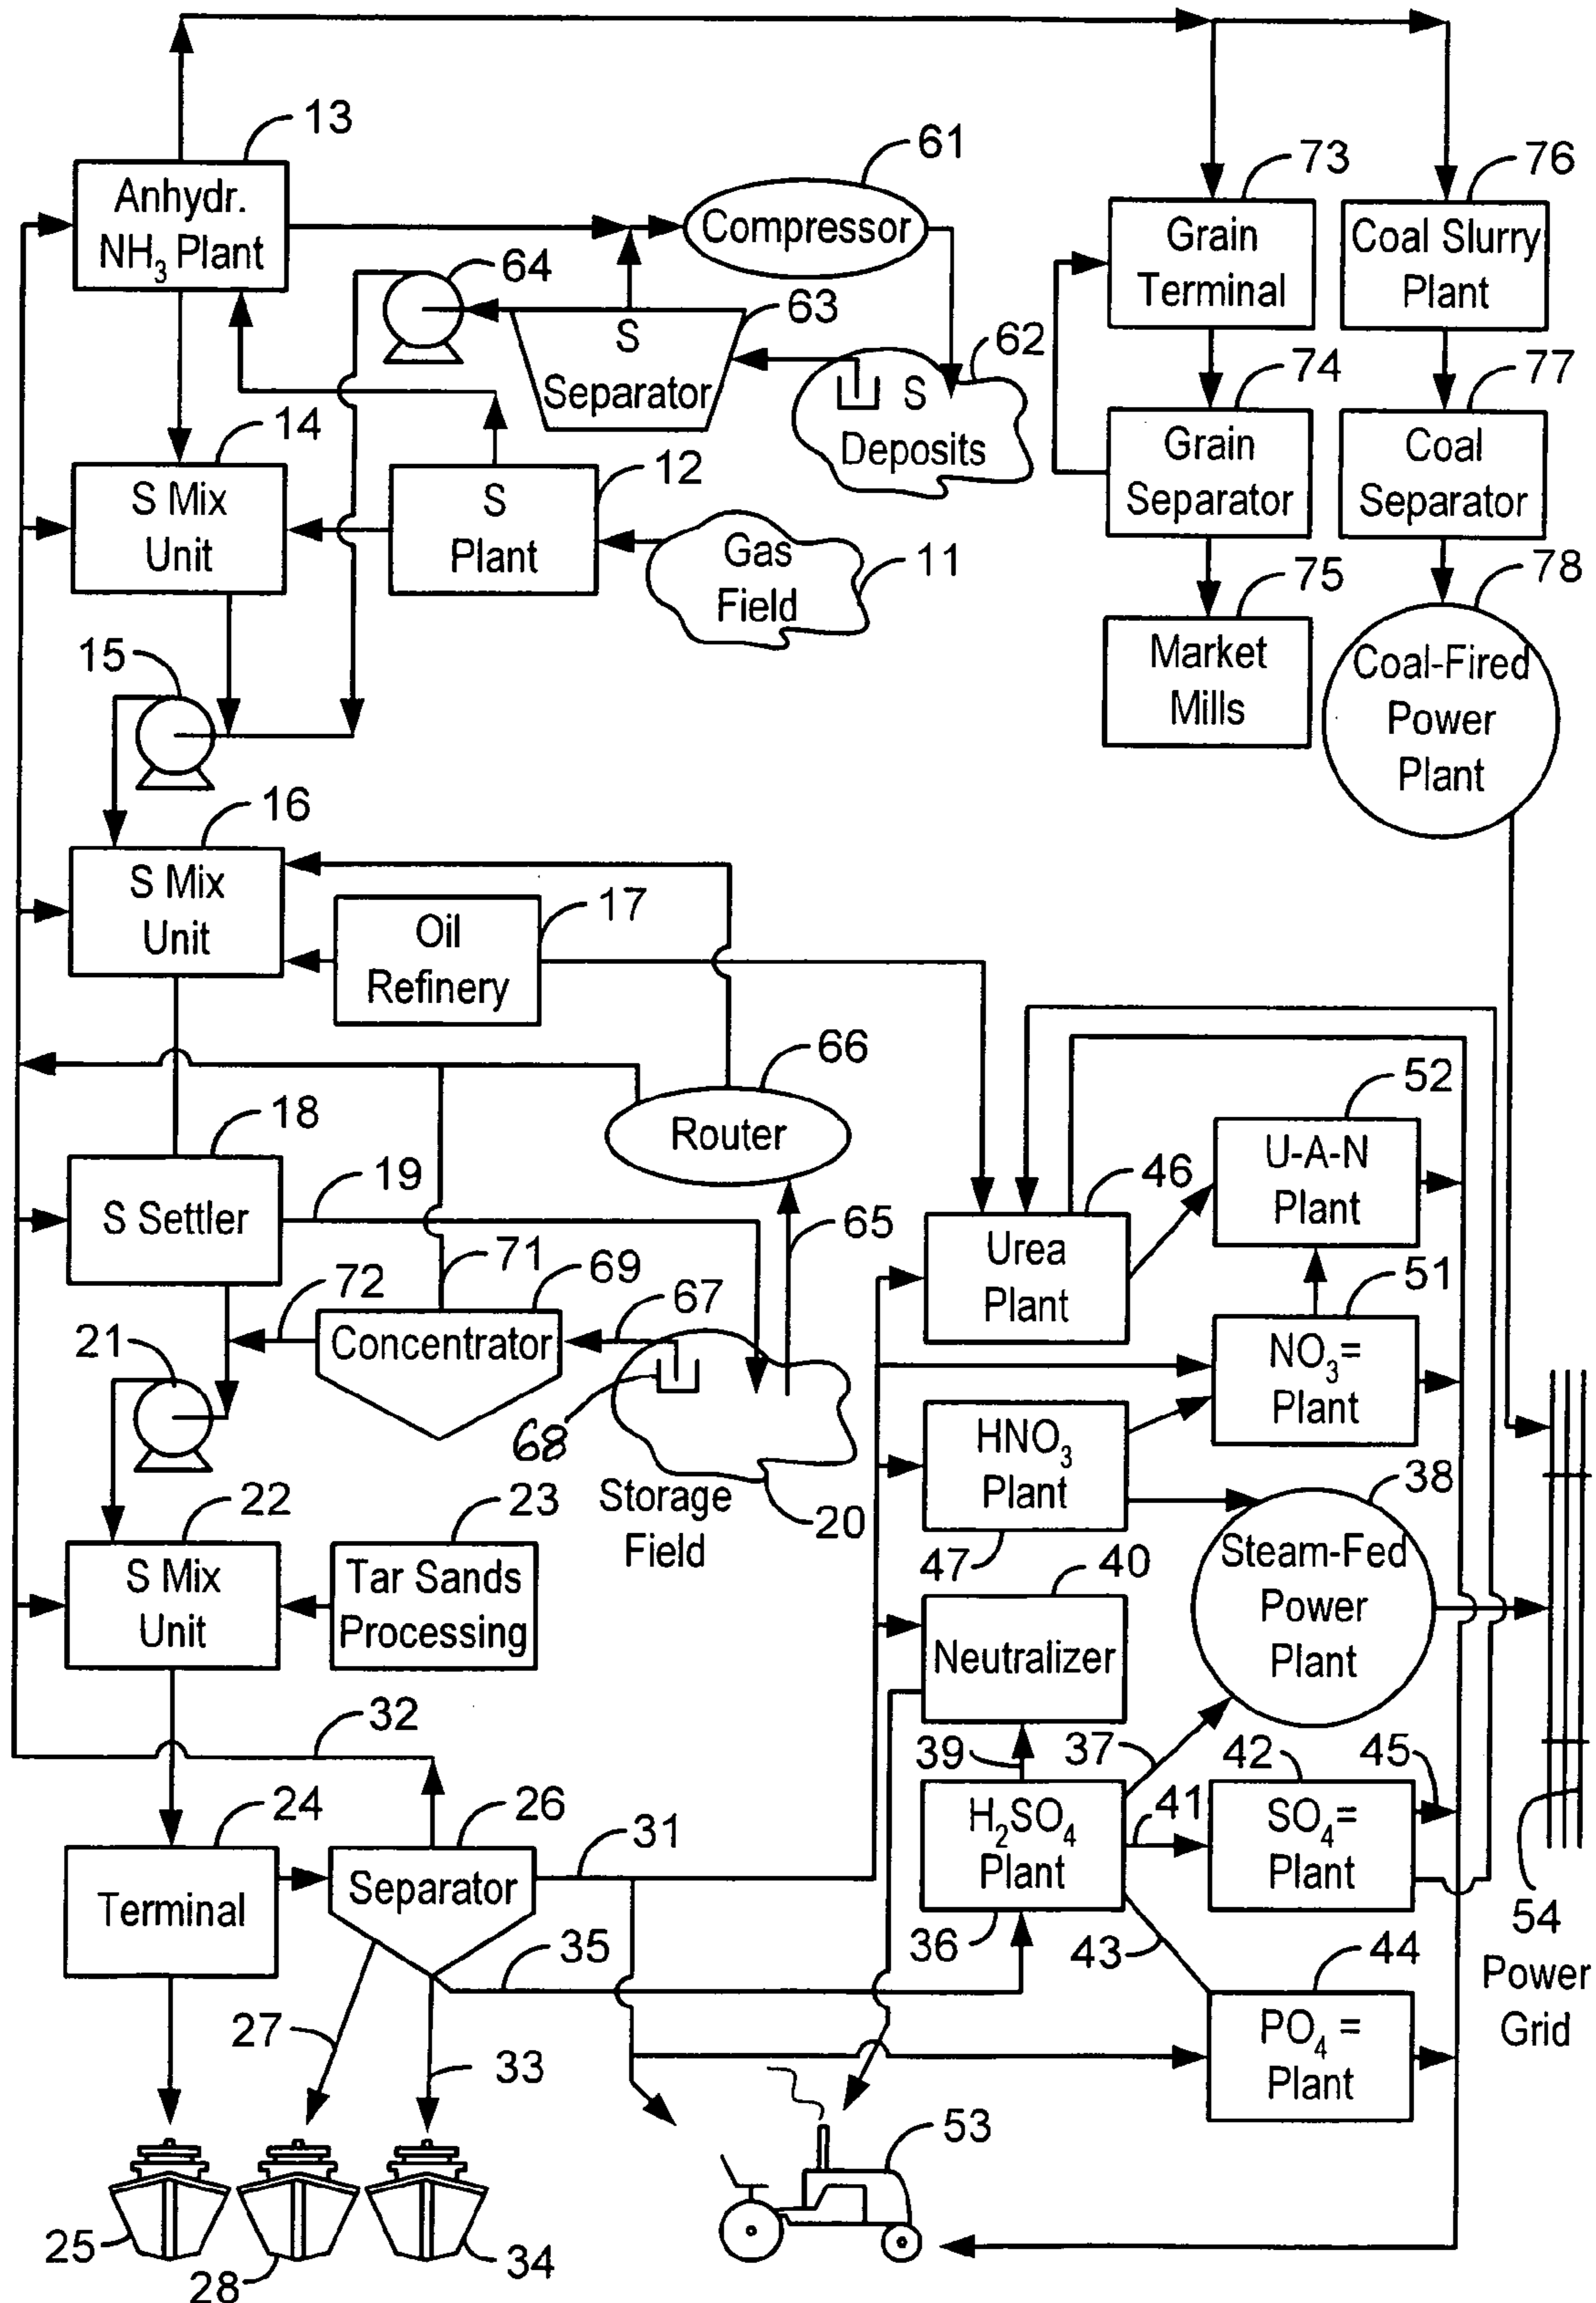 13
Anhydr.
NH₃ Plant
61
Compressor
73
Grain
Terminal
76
Coal Slurry
Plant
64
63
S
Separator
62
S
Deposits
74
Grain
Separator
77
Coal
Separator
14
S Mix
Unit
12
S
Plant
Gas
Field
11
75
Market
Mills
78
Coal-Fired
Power
Plant
15
16
S Mix
Unit
17
Oil
Refinery
66
Router
52
U-A-N
Plant
18
S Settler
19
65
46
Urea
Plant
71
69
67
72
Concentrator
51
NO₃=
Plant
21
68
HNO₃
Plant
47
38
Steam-Fed
Power
Plant
Storage
Field
20
22
S Mix
Unit
23
Tar Sands
Processing
40
Neutralizer
32
39
37
42
45
24
Terminal
26
Separator
31
H₂SO₄
Plant
36
41
SO₄=
Plant
54
Power
Grid
35
43
44
PO₄ =
Plant
27
33
53
25
28
34